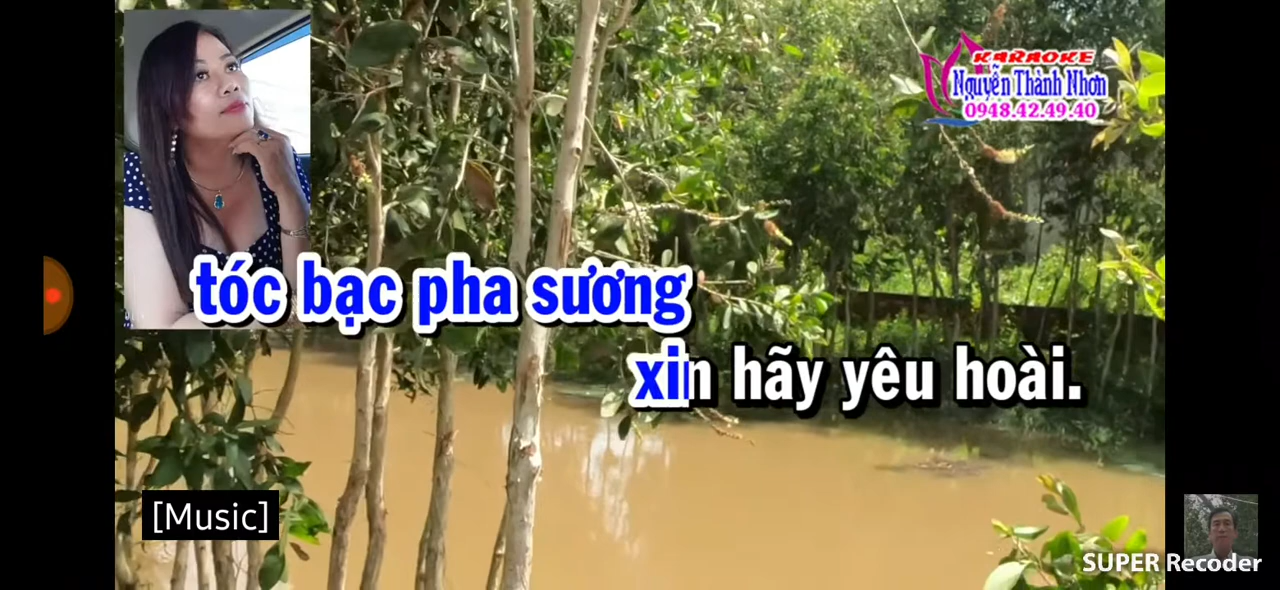 KARAOKE
Nguyễn Thành Nhơn
0948.42.49.40
tóc bạc pha sương
xin hãy yêu hoài.
[Music]
SUPER Recoder